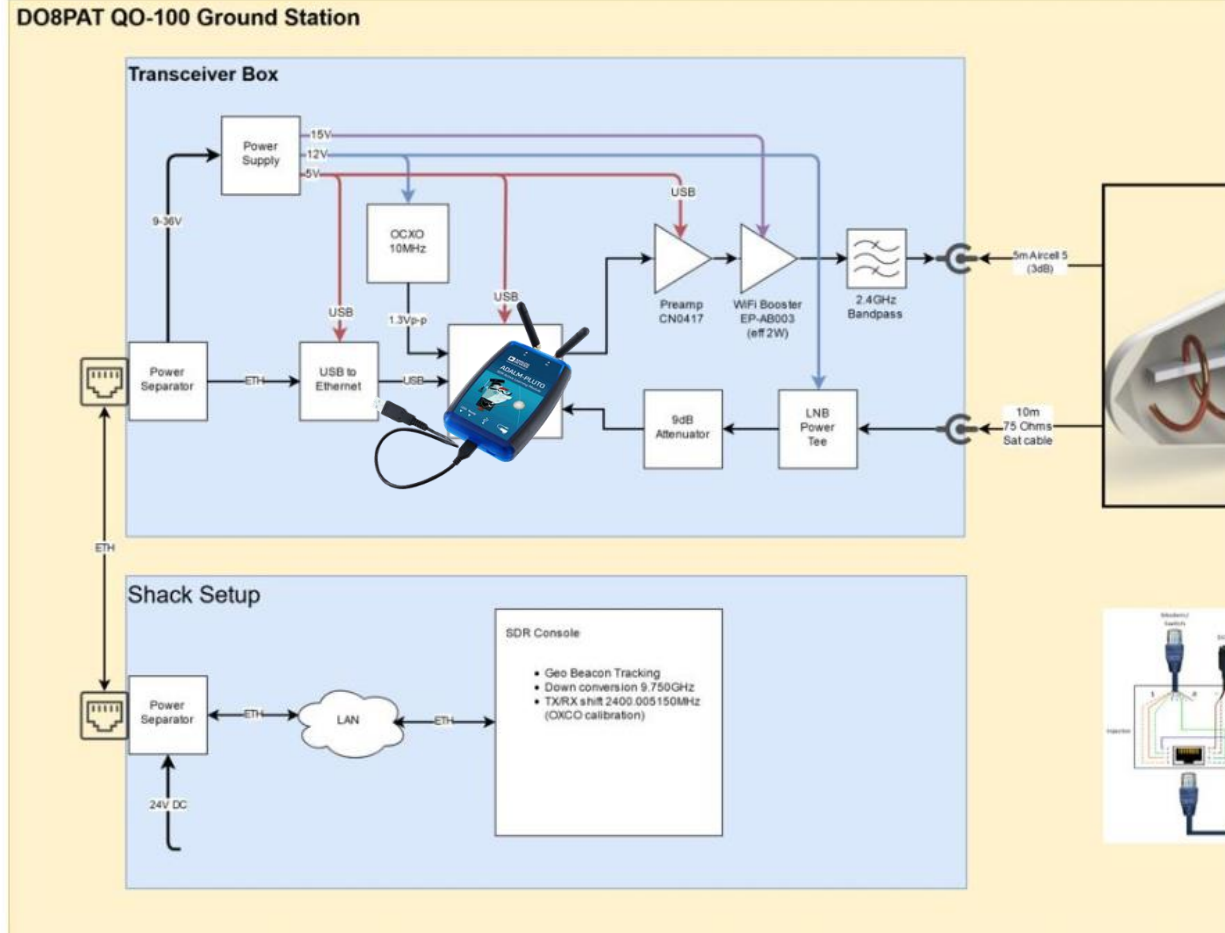 DO8PAT QO-100 Ground Station
Transceiver Box
Power
Supply
15V
12V
5V
9-36V
OCXO
10MHz
USB
USB
USB
1.3Vp-p
Preamp
CN0417
WiFi Booster
EP-AB003
(eff 2W)
2.4GHz
Bandpass
5m Aircell 5
(3dB)
Power
Separator
ETH
USB to
Ethernet
USB
ADALM-PLUTO
9dB
Attenuator
LNB
Power
Tee
10m
75 Ohms
Sat cable
ETH
Shack Setup
Power
Separator
ETH
LAN
ETH
24V DC
SDR Console
• Geo Beacon Tracking
• Down conversion 9.750GHz
• TX/RX shift 2400.005150MHz
(OXCO calibration)
Switch